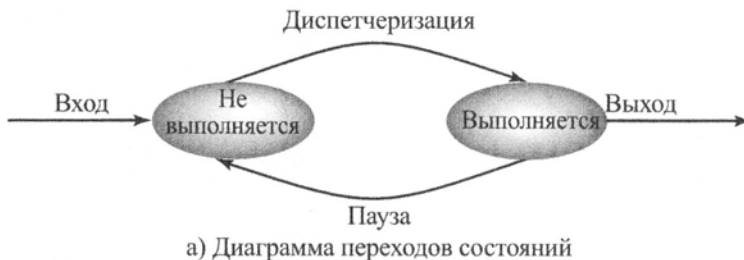 Диспетчеризация
Вход
Не
выполняется
Выполняется
Выход
Пауза
а) Диаграмма переходов состояний